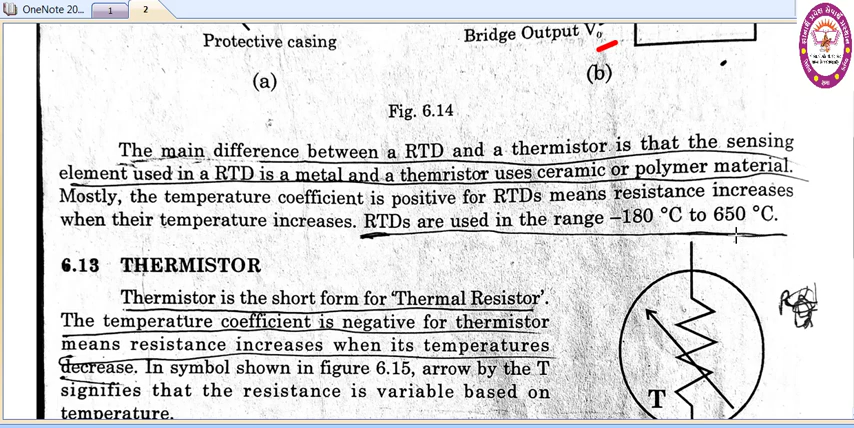 OneNote 20...
1
2
Protective casing
Bridge Output V₀
(a)
(b)
Fig. 6.14
The main difference between a RTD and a thermistor is that the sensing
element used in a RTD is a metal and a themristor uses ceramic or polymer material.
Mostly, the temperature coefficient is positive for RTDs means resistance increases
when their temperature increases. RTDs are used in the range –180 °C to 650 °C.
6.13 THERMISTOR
Thermistor is the short form for 'Thermal Resistor'.
The temperature coefficient is negative for thermistor
means resistance increases when its temperatures
decrease. In symbol shown in figure 6.15, arrow by the T
signifies that the resistance is variable based on
temperature.
T